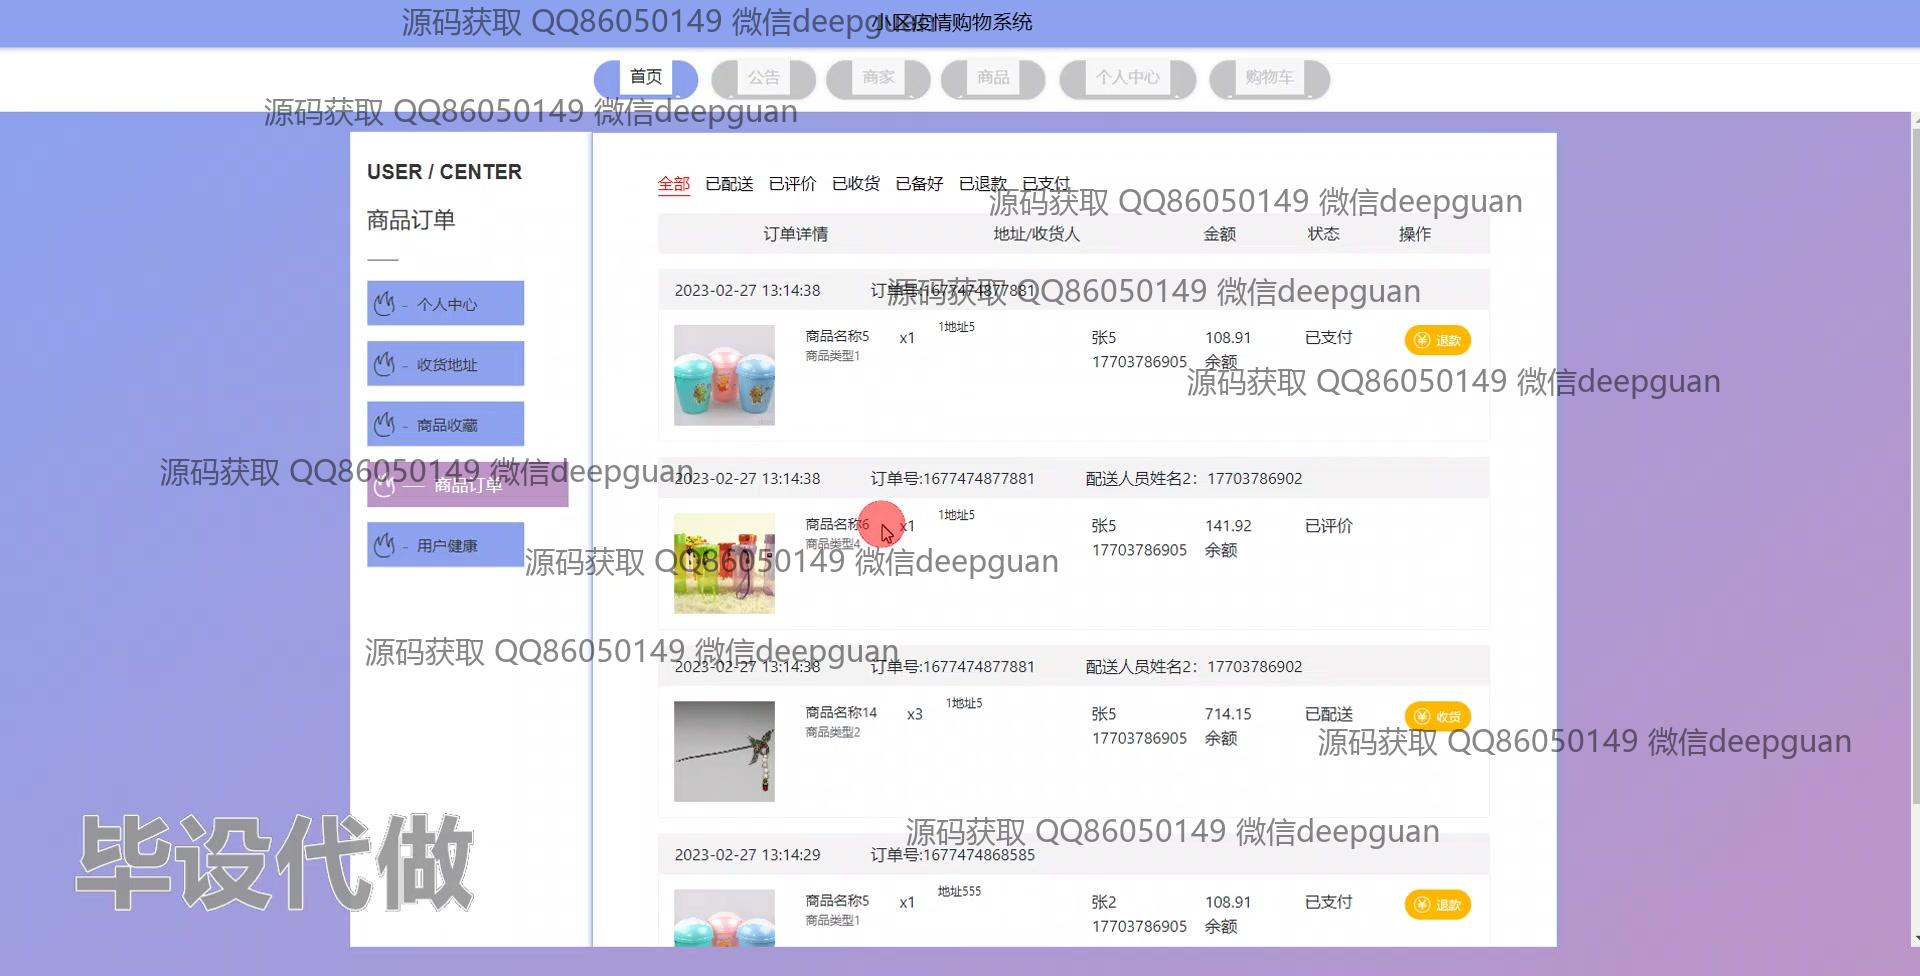 小区疫情购物系统
源码获取 QQ86050149 微信deepguan
首页 公告 商家 商品 个人中心 购物车
源码获取 QQ86050149 微信deepguan
USER / CENTER
商品订单
- 个人中心
- 收货地址
- 商品收藏
— 商品订单
- 用户健康
全部 已配送 已评价 已收货 已备好 已退款 已支付
源码获取 QQ86050149 微信deepguan
订单详情 地址/收货人 金额 状态 操作
2023-02-27 13:14:38 订单号:1677474877881
源码获取 QQ86050149 微信deepguan
商品名称5 x1 1地址5 张5 108.91 已支付 退款
商品类型1 17703786905 余额
源码获取 QQ86050149 微信deepguan
源码获取 QQ86050149 微信deepguan
2023-02-27 13:14:38 订单号:1677474877881 配送人员姓名2：17703786902
商品名称6 x1 1地址5 张5 141.92 已评价
商品类型4 17703786905 余额
源码获取 QQ86050149 微信deepguan
源码获取 QQ86050149 微信deepguan
2023-02-27 13:14:38 订单号:1677474877881 配送人员姓名2：17703786902
商品名称14 x3 1地址5 张5 714.15 已配送 收货
商品类型2 17703786905 余额
源码获取 QQ86050149 微信deepguan
源码获取 QQ86050149 微信deepguan
2023-02-27 13:14:29 订单号:1677474868585
商品名称5 x1 地址555 张2 108.91 已支付 退款
商品类型1 17703786905 余额
毕设代做